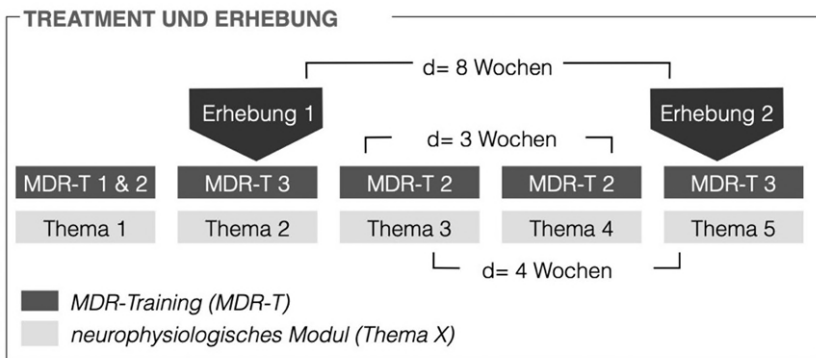 TREATMENT UND ERHEBUNG
d= 8 Wochen
Erhebung 1
Erhebung 2
d= 3 Wochen
MDR-T 1 & 2
MDR-T 3
MDR-T 2
MDR-T 2
MDR-T 3
Thema 1
Thema 2
Thema 3
Thema 4
Thema 5
d= 4 Wochen
MDR-Training (MDR-T)
neurophysiologisches Modul (Thema X)